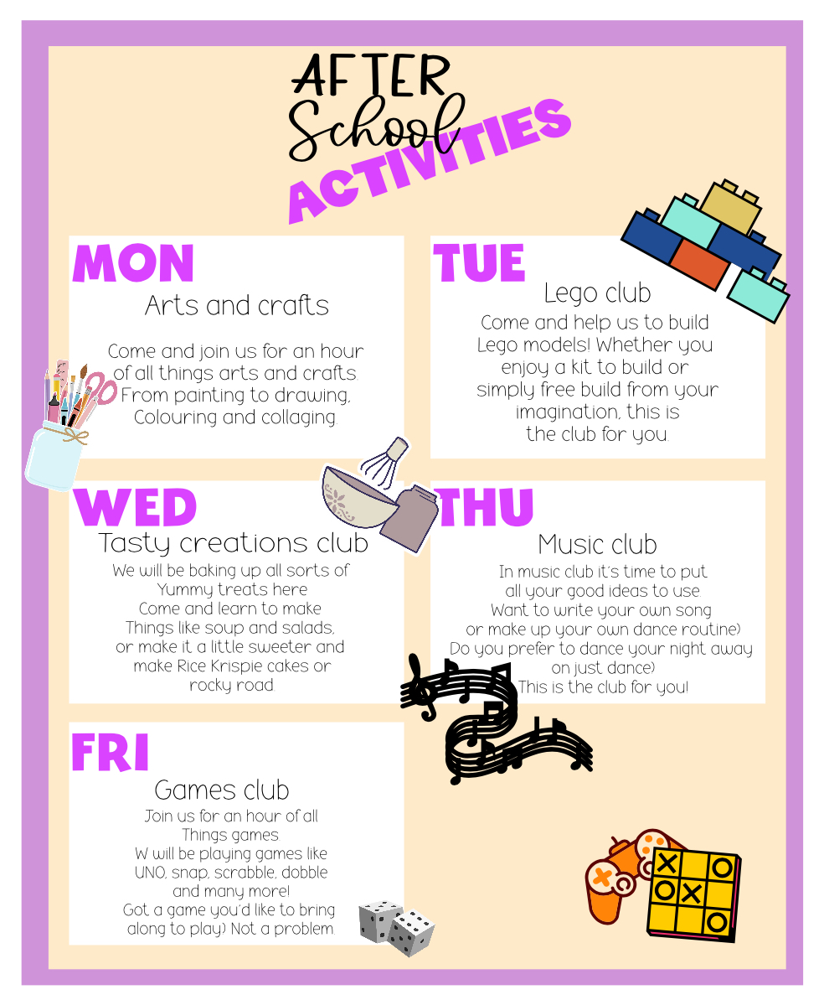 AFTER
School
ACTIVITIES
MON
Arts and crafts
Come and join us for an hour
of all things arts and crafts.
From painting to drawing,
Colouring and collaging.
TUE
Lego club
Come and help us to build
Lego models! Whether you
enjoy a kit to build or
simply free build from your
imagination, this is
the club for you.
WED
Tasty creations club
We will be baking up all sorts of
Yummy treats here
Come and learn to make
Things like soup and salads,
or make it a little sweeter and
make Rice Krispie cakes or
rocky road
THU
Music club
In music club it's time to put
all your good ideas to use.
Want to write your own song
or make up your own dance routine)
Do you prefer to dance your night away
on just dance)
This is the club for you!
FRI
Games club
Join us for an hour of all
Things games.
W will be playing games like
UNO, snap, scrabble, dobble
and many more!
Got a game you'd like to bring
along to play) Not a problem.